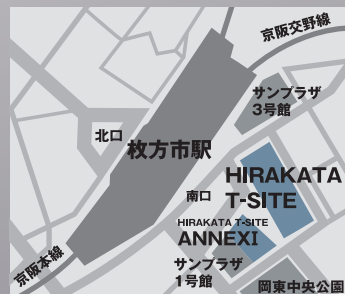 京阪交野線
サンプラザ
3号館
北口
枚方市駅
HIRAKATA
T-SITE
南口
HIRAKATA T-SITE
ANNEXI
サンプラザ
1号館
京阪本線
岡東中央公園